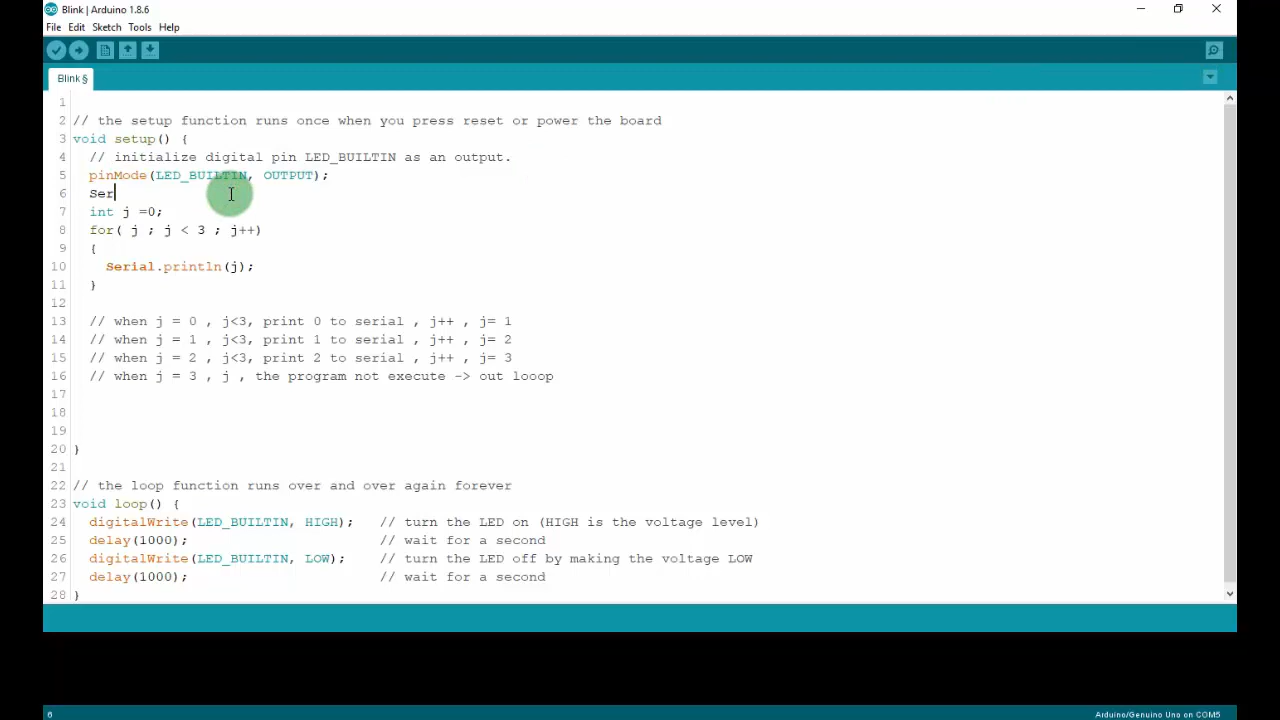 Blink | Arduino 1.8.6
File Edit Sketch Tools Help
Blink §
1
2 // the setup function runs once when you press reset or power the board
3 void setup() {
4 // initialize digital pin LED_BUILTIN as an output.
5 pinMode(LED_BUILTIN, OUTPUT);
6 Ser
7 int j =0;
8 for( j ; j < 3 ; j++)
9 {
10 Serial.println(j);
11 }
12
13 // when j = 0 , j<3, print 0 to serial , j++ , j= 1
14 // when j = 1 , j<3, print 1 to serial , j++ , j= 2
15 // when j = 2 , j<3, print 2 to serial , j++ , j= 3
16 // when j = 3 , j , the program not execute -> out looop
17
18
19
20 }
21
22 // the loop function runs over and over again forever
23 void loop() {
24 digitalWrite(LED_BUILTIN, HIGH); // turn the LED on (HIGH is the voltage level)
25 delay(1000); // wait for a second
26 digitalWrite(LED_BUILTIN, LOW); // turn the LED off by making the voltage LOW
27 delay(1000); // wait for a second
28 }
6 Arduino/Genuino Uno on COM5